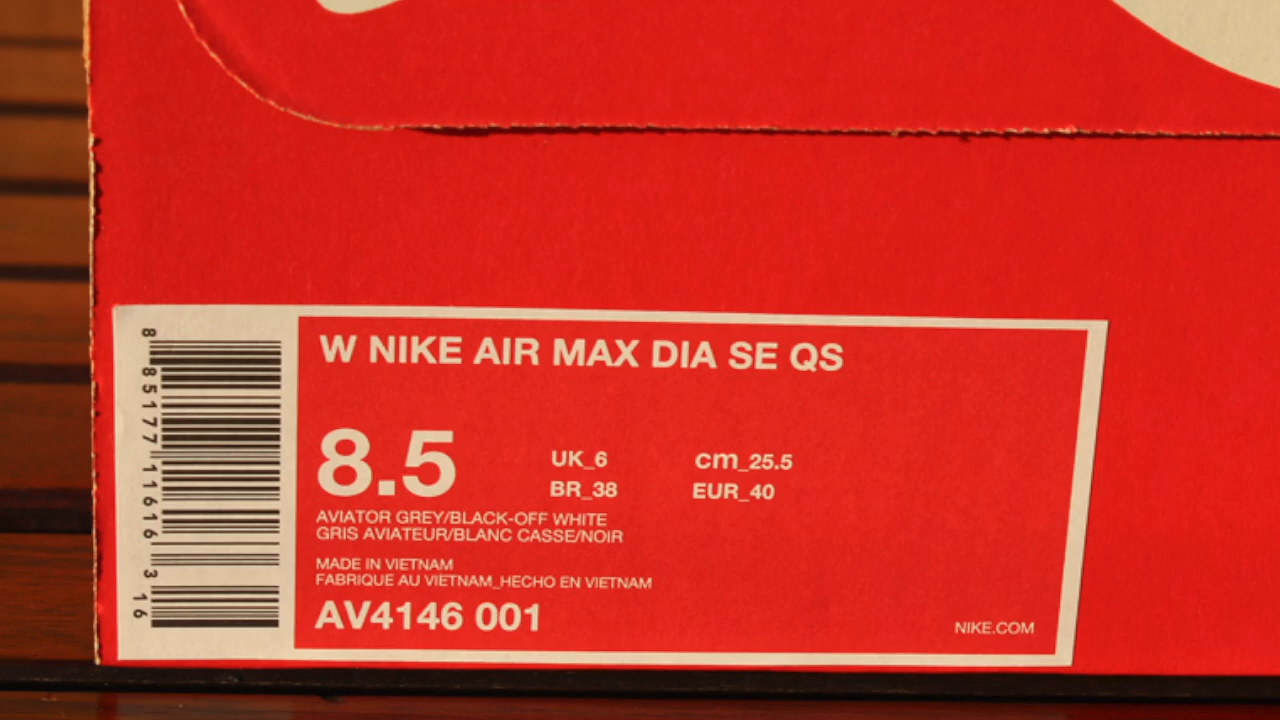 W NIKE AIR MAX DIA SE QS
8.5
UK_6
cm_25.5
BR_38
EUR_40
AVIATOR GREY/BLACK-OFF WHITE
GRIS AVIATEUR/BLANC CASSE/NOIR
MADE IN VIETNAM
FABRIQUE AU VIETNAM_HECHO EN VIETNAM
AV4146 001
NIKE.COM
8 85177 11616 3 16